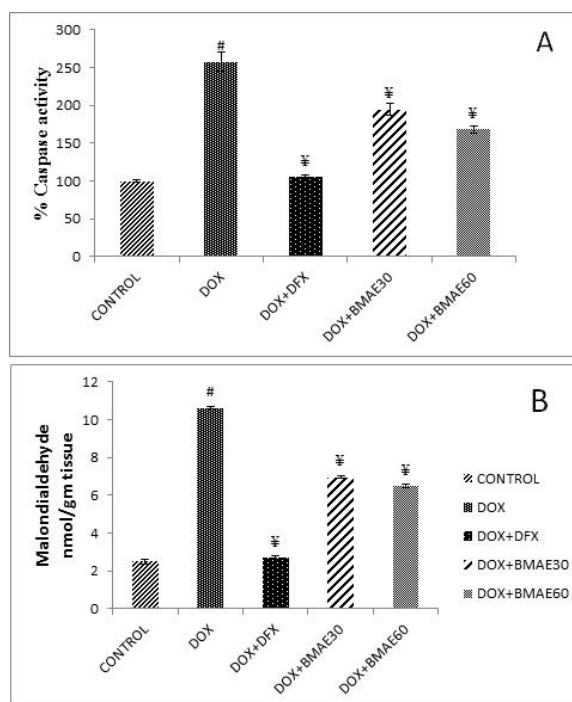 A
% Caspase activity
300
250
200
150
100
50
0
#
¥
¥
¥
CONTROL
DOX
DOX+DFX
DOX+BMAE30
DOX+BMAE60
B
Malondialdehyde
nmol/gm tissue
12
10
8
6
4
2
0
#
¥
¥
¥
CONTROL
DOX
DOX+DFX
DOX+BMAE30
DOX+BMAE60
CONTROL
DOX
DOX+DFX
DOX+BMAE30
DOX+BMAE60